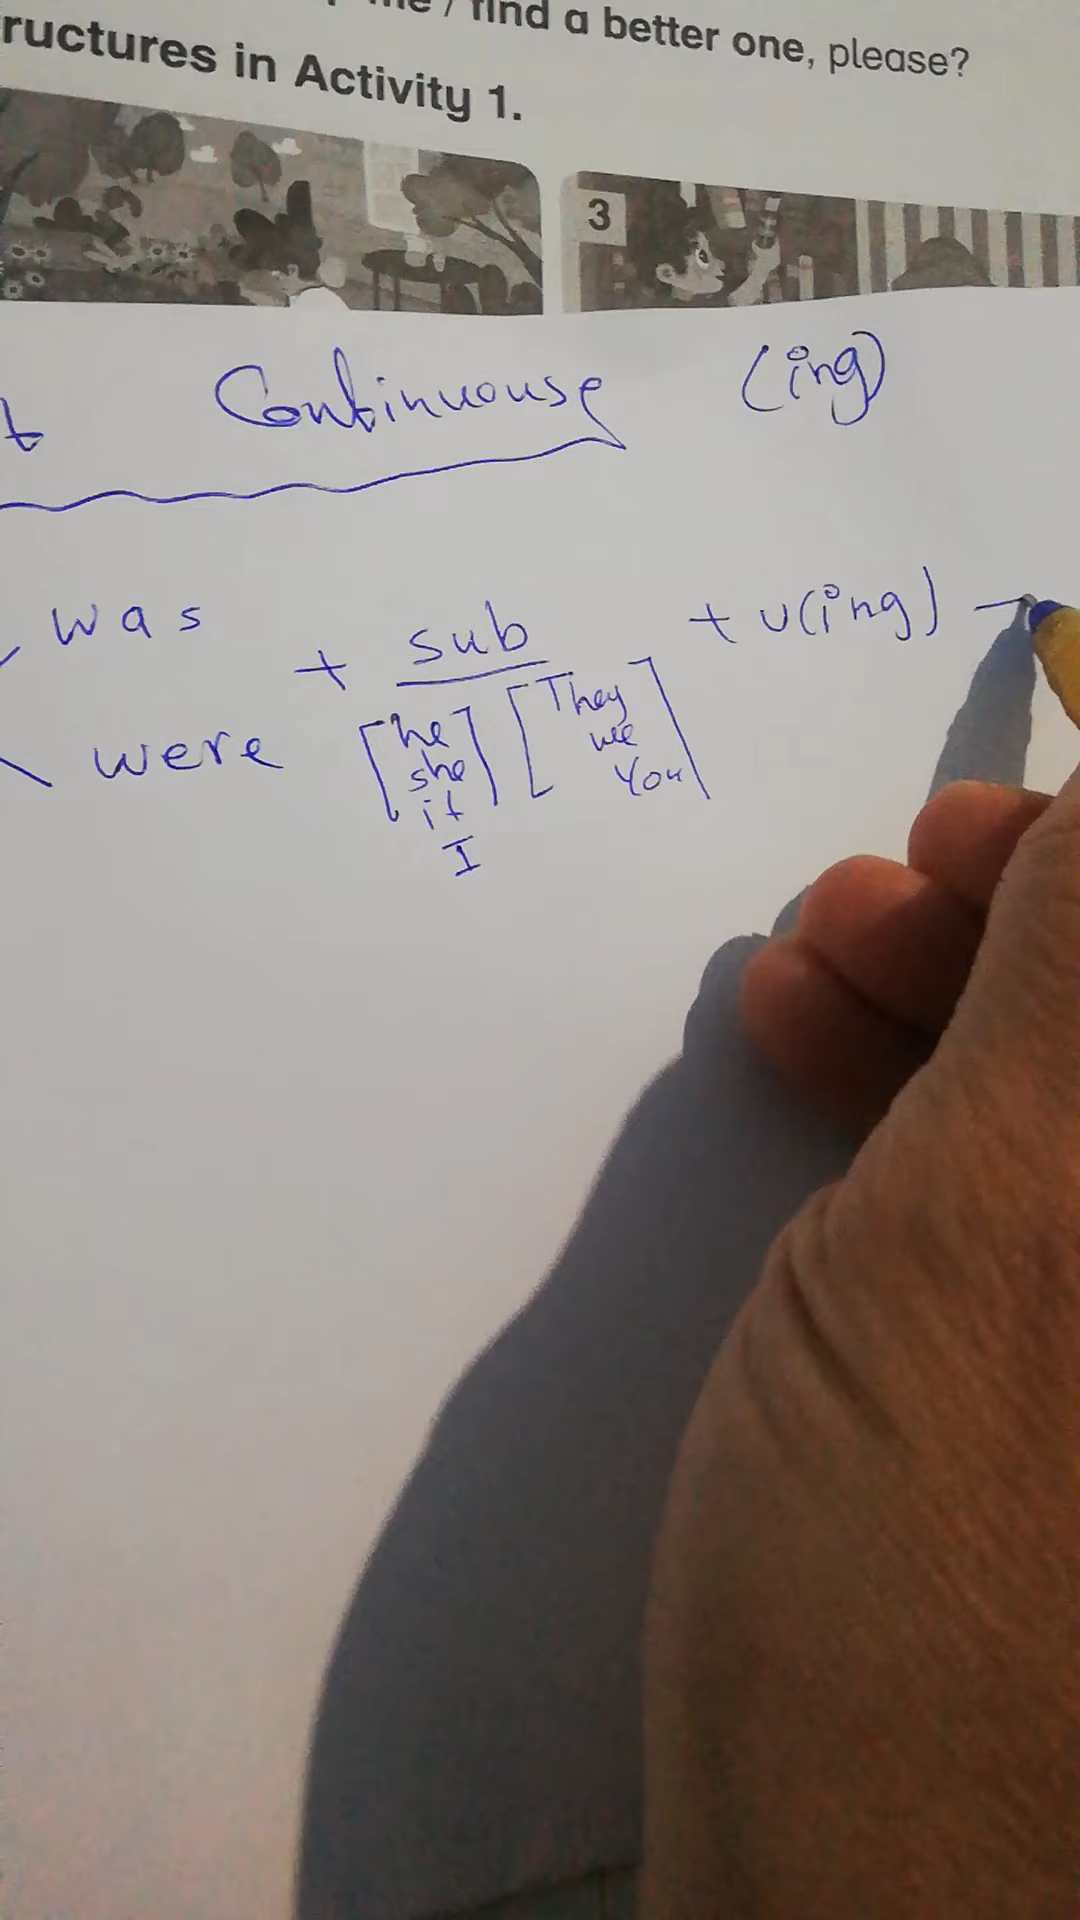 me / find a better one, please?
ructures in Activity 1.
3
t Continuouse (ing)
was + sub + v(ing) –
were [he] [They
she we
it You]
I